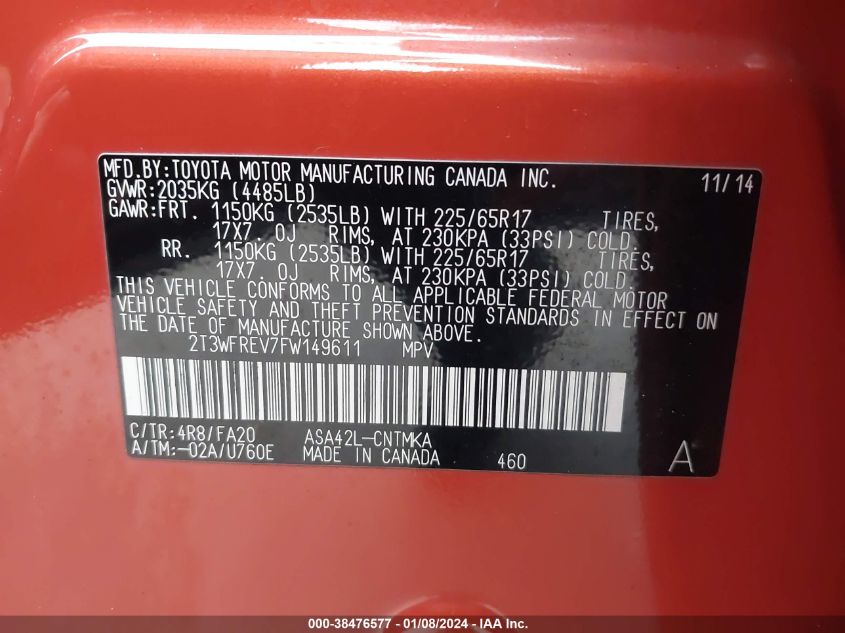 MFD.BY:TOYOTA MOTOR MANUFACTURING CANADA INC. 11/14
GVWR:2035KG (4485LB)
GAWR:FRT. 1150KG (2535LB) WITH 225/65R17 TIRES,
17X7.0J RIMS, AT 230KPA (33PSI) COLD.
RR. 1150KG (2535LB) WITH 225/65R17 TIRES,
17X7.0J RIMS, AT 230KPA (33PSI) COLD.
THIS VEHICLE CONFORMS TO ALL APPLICABLE FEDERAL MOTOR
VEHICLE SAFETY AND THEFT PREVENTION STANDARDS IN EFFECT ON
THE DATE OF MANUFACTURE SHOWN ABOVE.
2T3WFREV7FW149611 MPV
C/TR:4R8/FA20 ASA42L-CNTMKA
A/TM:-02A/U760E MADE IN CANADA 460 A
000-38476577 - 01/08/2024 - IAA Inc.